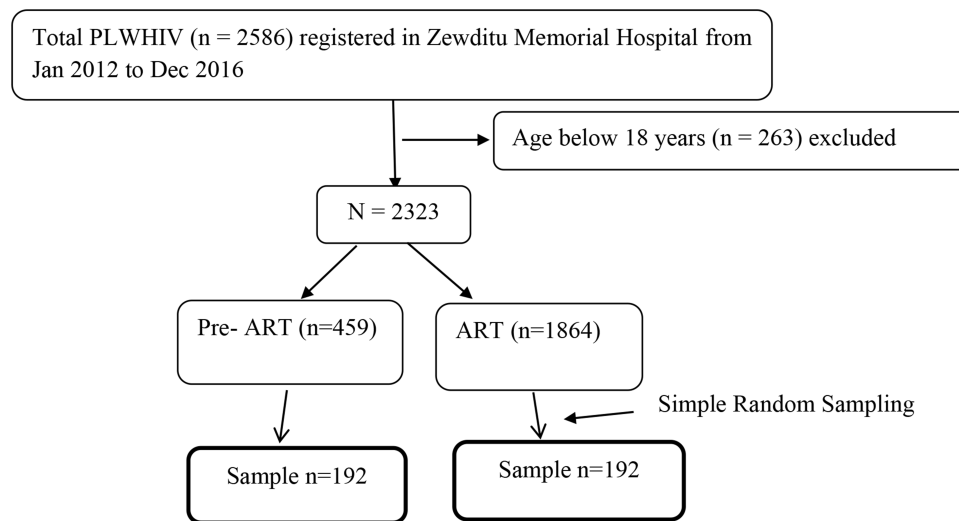 Total PLWHIV (n = 2586) registered in Zewditu Memorial Hospital from
Jan 2012 to Dec 2016
Age below 18 years (n = 263) excluded
N = 2323
Pre- ART (n=459)
ART (n=1864)
Simple Random Sampling
Sample n=192
Sample n=192